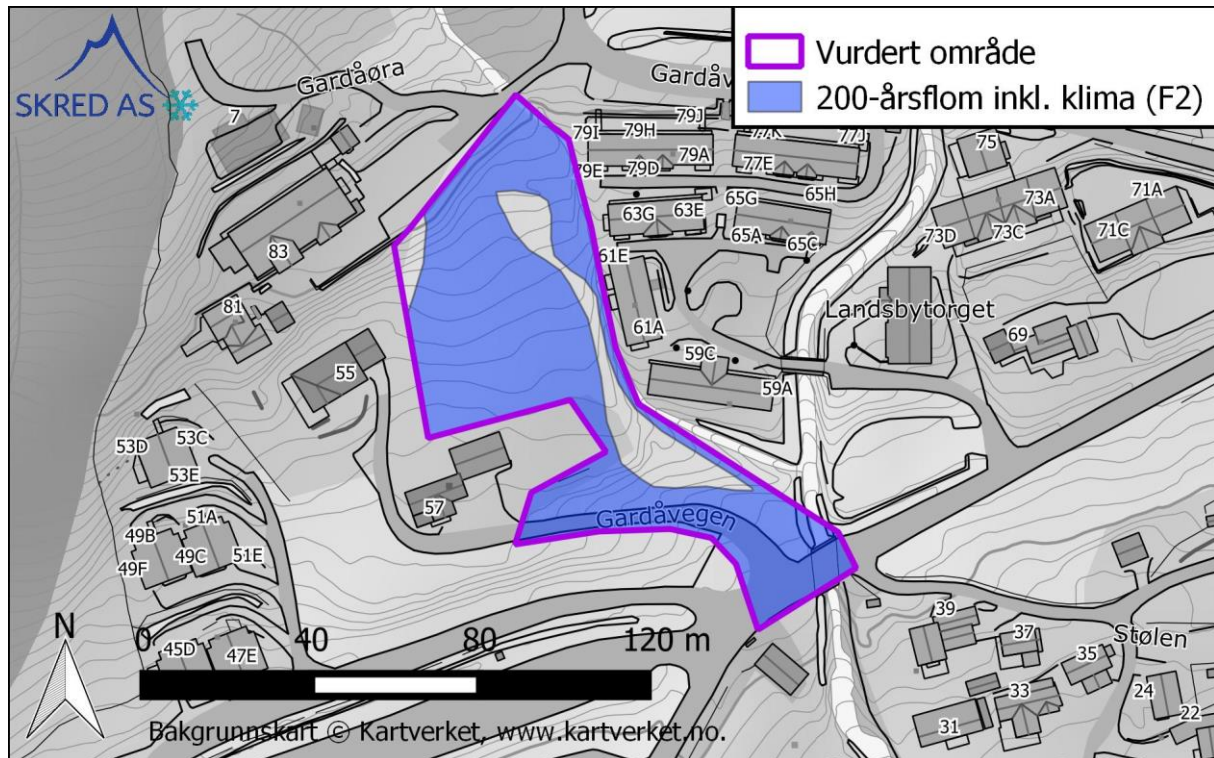 Vurdert område
200-årsflom inkl. klima (F2)
SKRED AS
Gardåøra
Gardåv
7
79I
79H
79J
79E
79D
79A
77E
77J
75
83
63G
63E
65G
65H
65A
65C
73A
73D
73C
71A
71C
61E
61A
81
Landsbytorget
69
55
59C
59A
53D
53C
53E
57
Gardåvegen
49B
51A
49C
51E
49F
N
0
40
80
120 m
45D
47E
39
37
35
Stølen
33
24
31
22
Bakgrunnskart © Kartverket, www.kartverket.no.